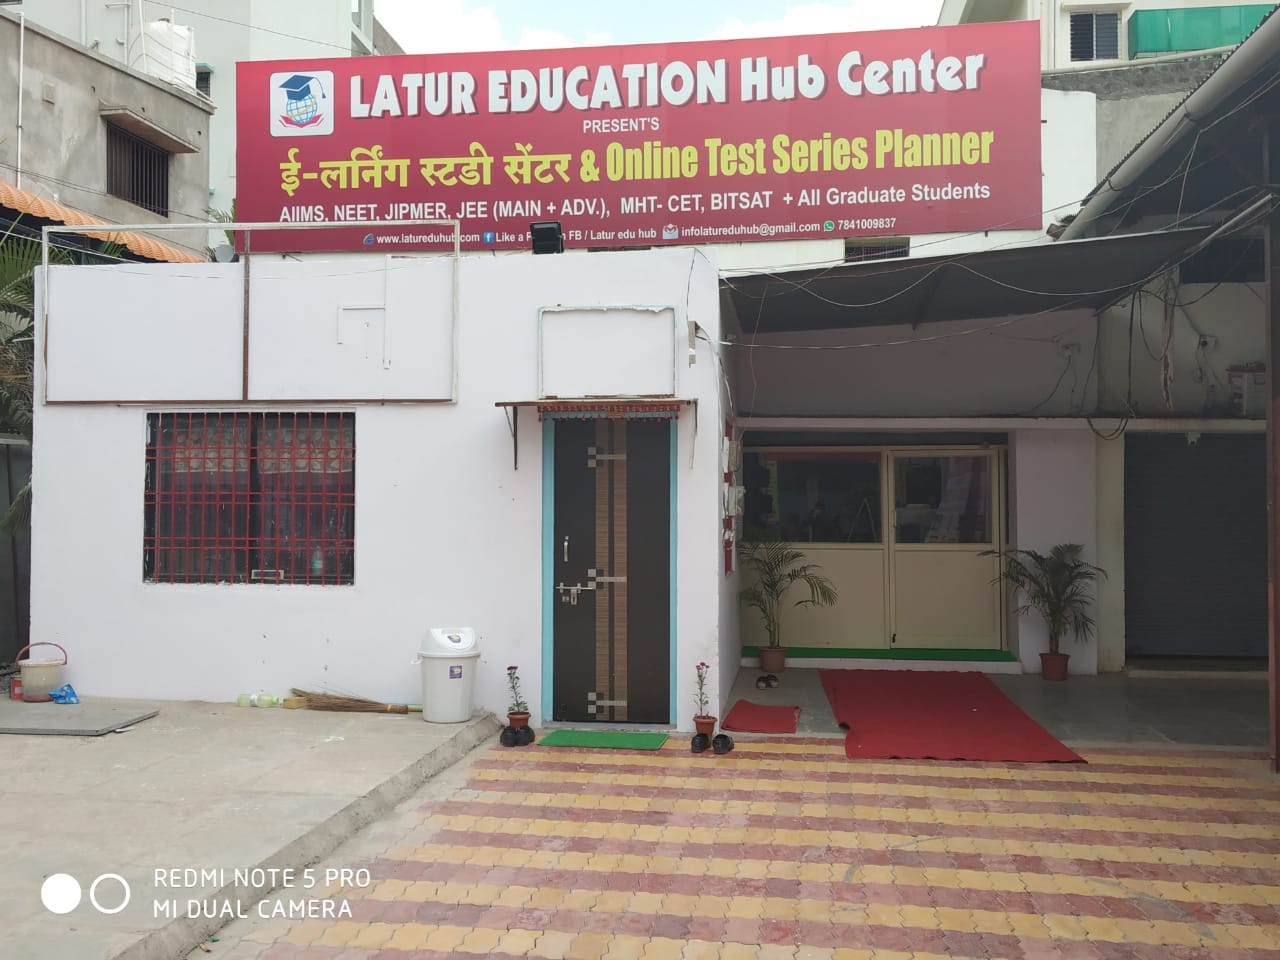 LATUR EDUCATION Hub Center
PRESENT'S
ई-लर्निंग स्टडी सेंटर & Online Test Series Planner
AIIMS, NEET, JIPMER, JEE (MAIN + ADV.), MHT- CET, BITSAT + All Graduate Students
www.latureduhub.com Like a FB / Latur edu hub infolatureduhub@gmail.com 7841009837
REDMI NOTE 5 PRO
MI DUAL CAMERA